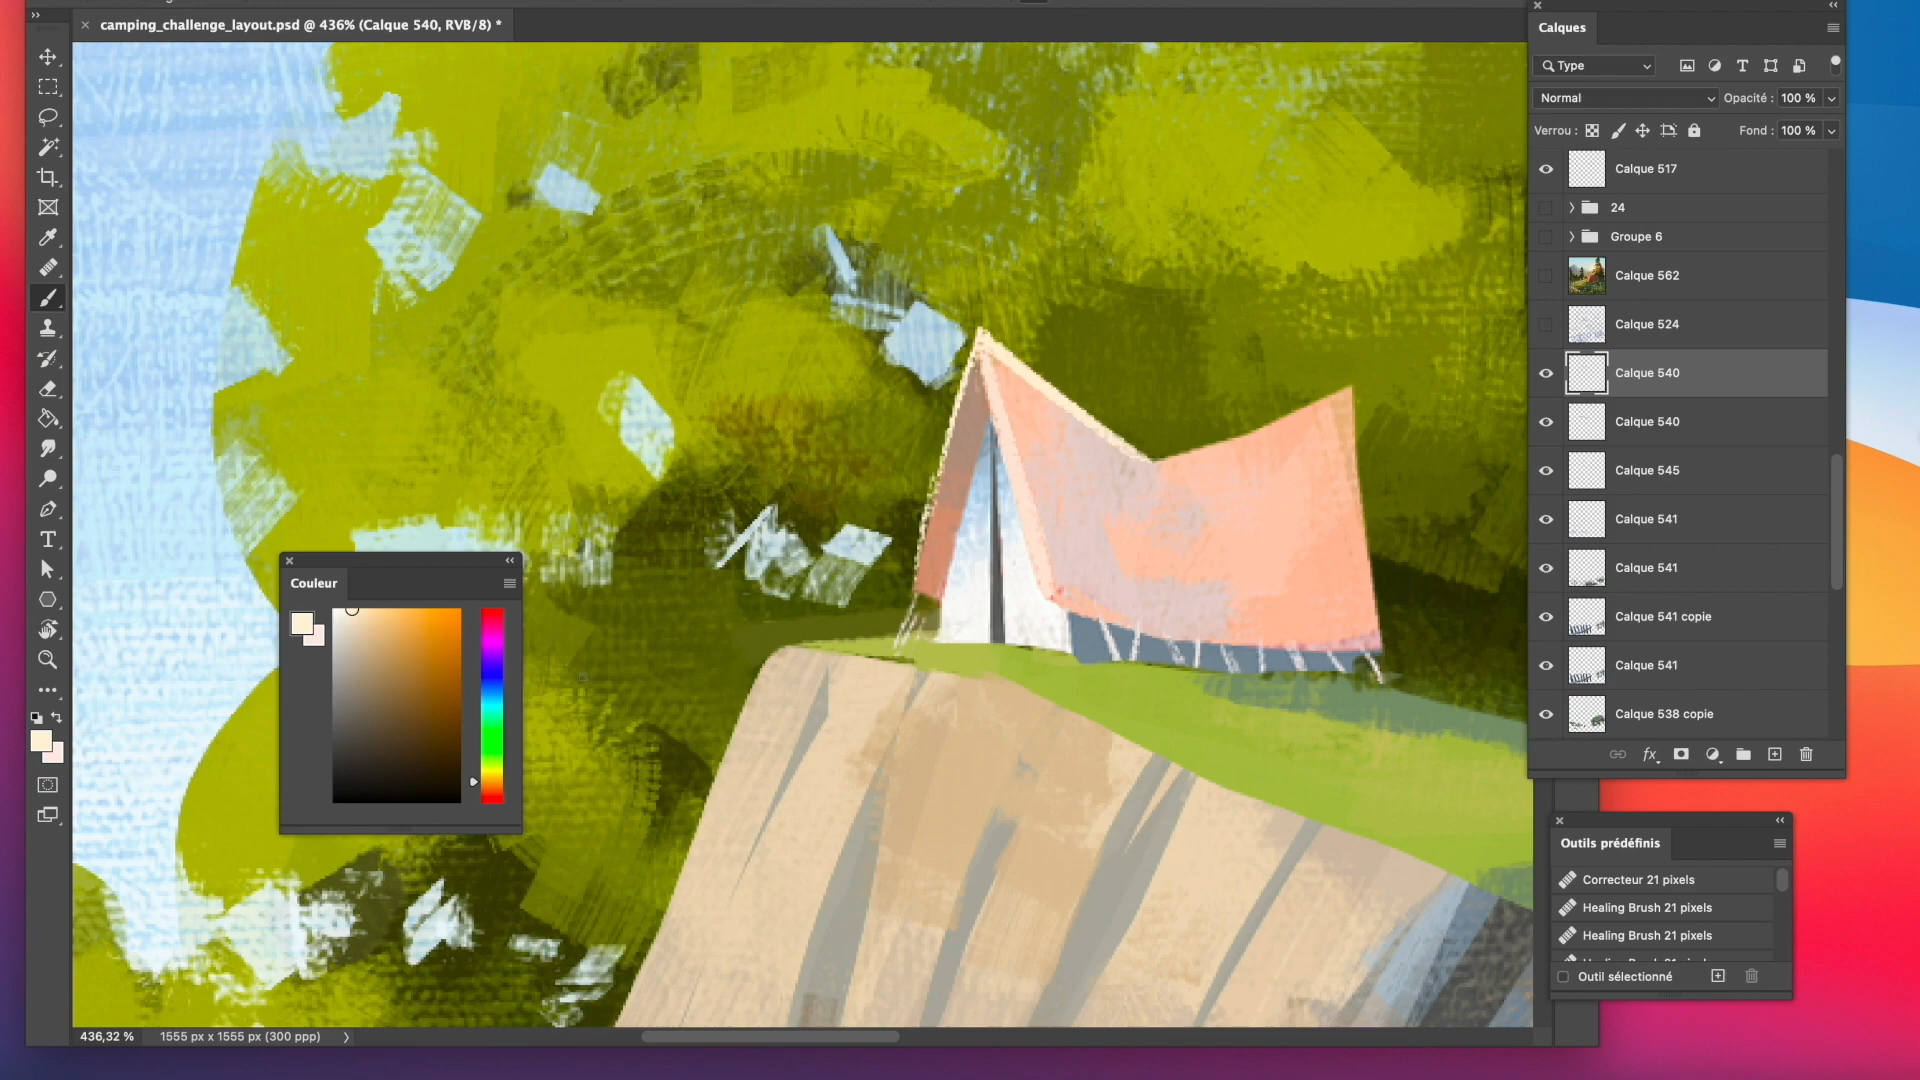 camping_challenge_layout.psd @ 436% (Calque 540, RVB/8) *
Calques
Type
Normal
Opacité :
100 %
Verrou :
Fond :
100 %
Calque 517
24
Groupe 6
Calque 562
Calque 524
Calque 540
Calque 540
Calque 545
Calque 541
Calque 541
Calque 541 copie
Calque 541
Calque 538 copie
fx
Couleur
Outils prédéfinis
Correcteur 21 pixels
Healing Brush 21 pixels
Healing Brush 21 pixels
Outil sélectionné
436,32 %
1555 px x 1555 px (300 ppp)